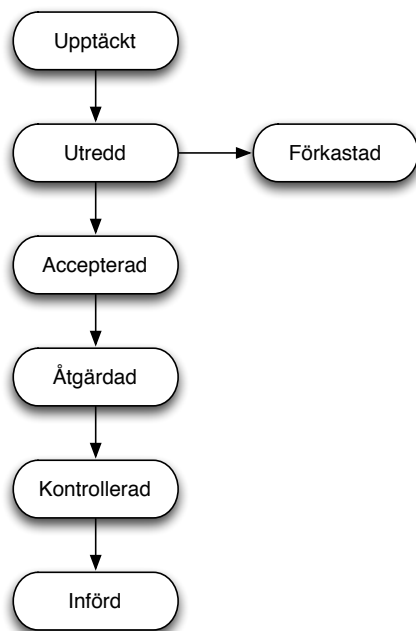 Upptäckt
Utredd
Förkastad
Accepterad
Åtgärdad
Kontrollerad
Införd